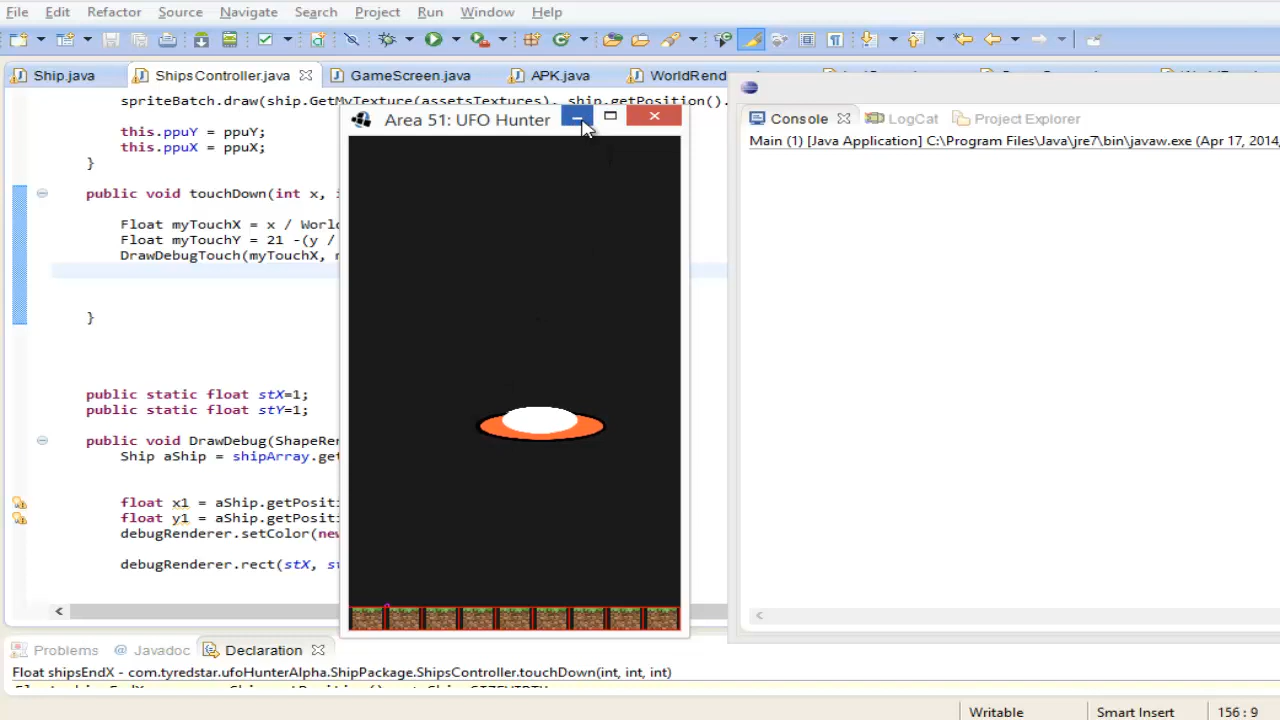 File Edit Refactor Source Navigate Search Project Run Window Help
Ship.java ShipsController.java GameScreen.java APK.java WorldRend
spriteBatch.draw(ship.GetMyTexture(assetsTextures), ship.getPosition().
this.ppuY = ppuY;
this.ppuX = ppuX;
}
public void touchDown(int x, i
Float myTouchX = x / Worl
Float myTouchY = 21 -(y /
DrawDebugTouch(myTouchX, m
}
public static float stX=1;
public static float stY=1;
public void DrawDebug(ShapeRen
Ship aShip = shipArray.get
float x1 = aShip.getPositi
float y1 = aShip.getPositi
debugRenderer.setColor(new
debugRenderer.rect(stX, st
Area 51: UFO Hunter
Console LogCat Project Explorer
Main (1) [Java Application] C:\Program Files\Java\jre7\bin\javaw.exe (Apr 17, 2014,
Problems @ Javadoc Declaration
Float shipsEndX - com.tyredstar.ufoHunterAlpha.ShipPackage.ShipsController.touchDown(int, int, int)
Writable Smart Insert 156 : 9